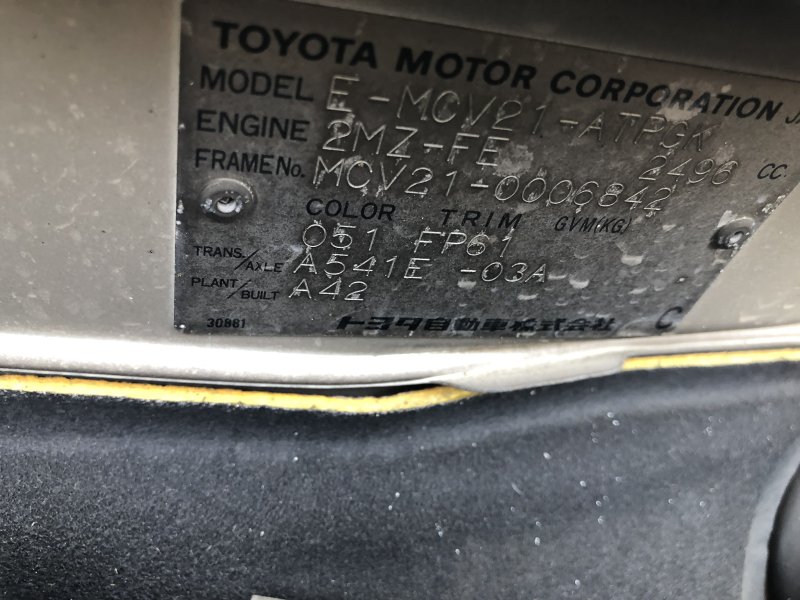 TOYOTA MOTOR CORPORATION JA
MODEL E-MCV21-ATPGK
ENGINE 2MZ-FE 2496 CC
FRAME No. MCV21-0006842
COLOR TRIM GVM(KG)
051 FP61
TRANS./AXLE A541E -03A
PLANT/BUILT A42
30881 トヨタ自動車株式会社 C